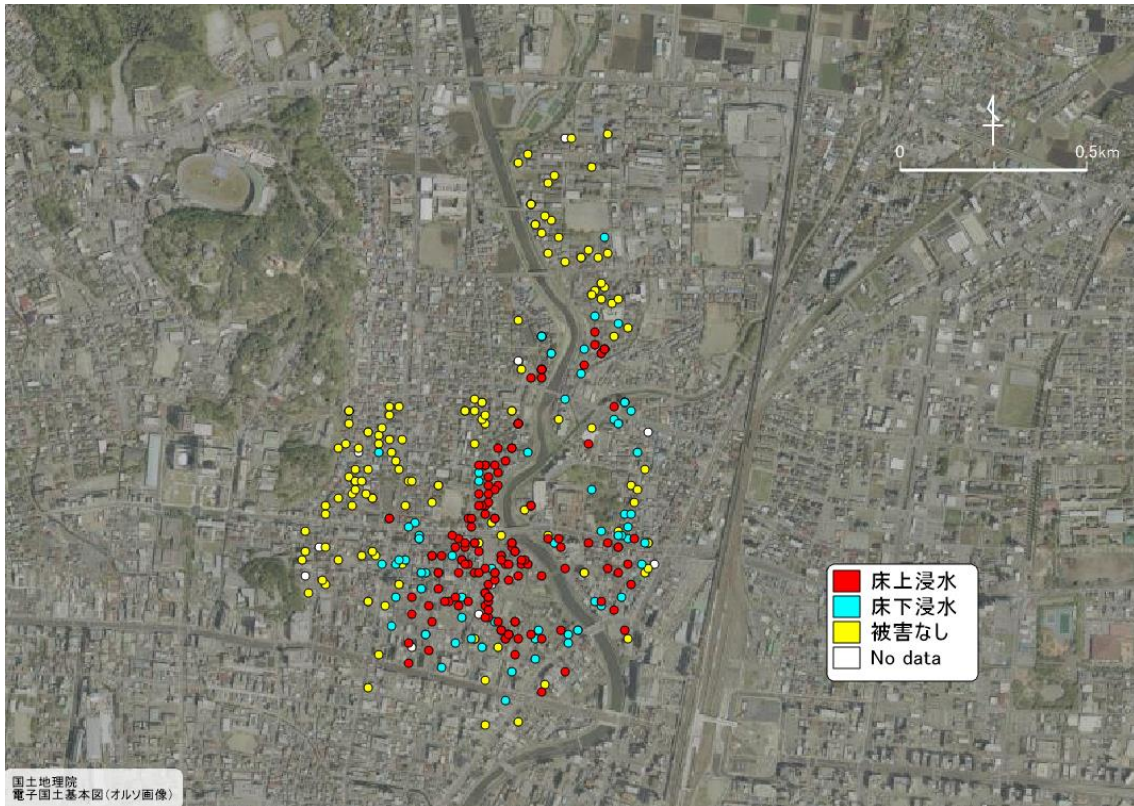 0 0.5km
床上浸水
床下浸水
被害なし
No data
国土地理院
電子国土基本図(オルソ画像)